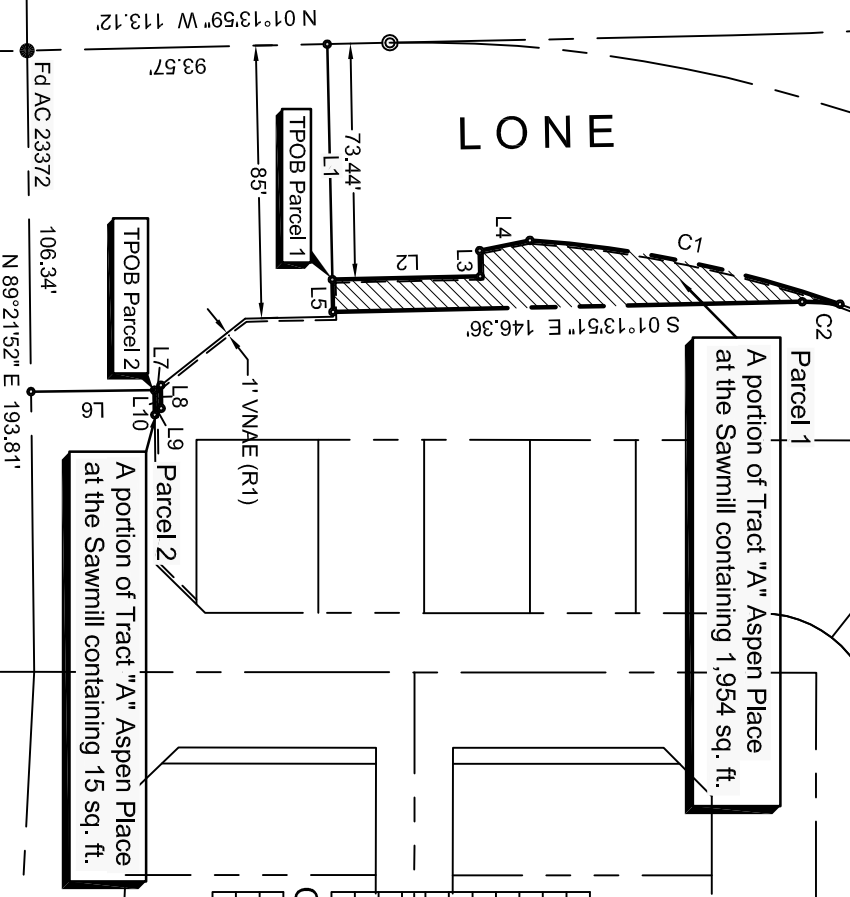 N 01°13'59" W 113.12'
93.57'
Fd AC 23372
106.34'
N 89°21'52" E 193.81'
LONE
73.44'
L1
85'
TPOB Parcel 1
L2
L3
L4
L5
C1
C2
S 01°13'51" E 146.36'
Parcel 1
A portion of Tract "A" Aspen Place
at the Sawmill containing 1,954 sq. ft.
1' VNAE (R1)
TPOB Parcel 2
L6
L7
L8
L9
L10
Parcel 2
A portion of Tract "A" Aspen Place
at the Sawmill containing 15 sq. ft.